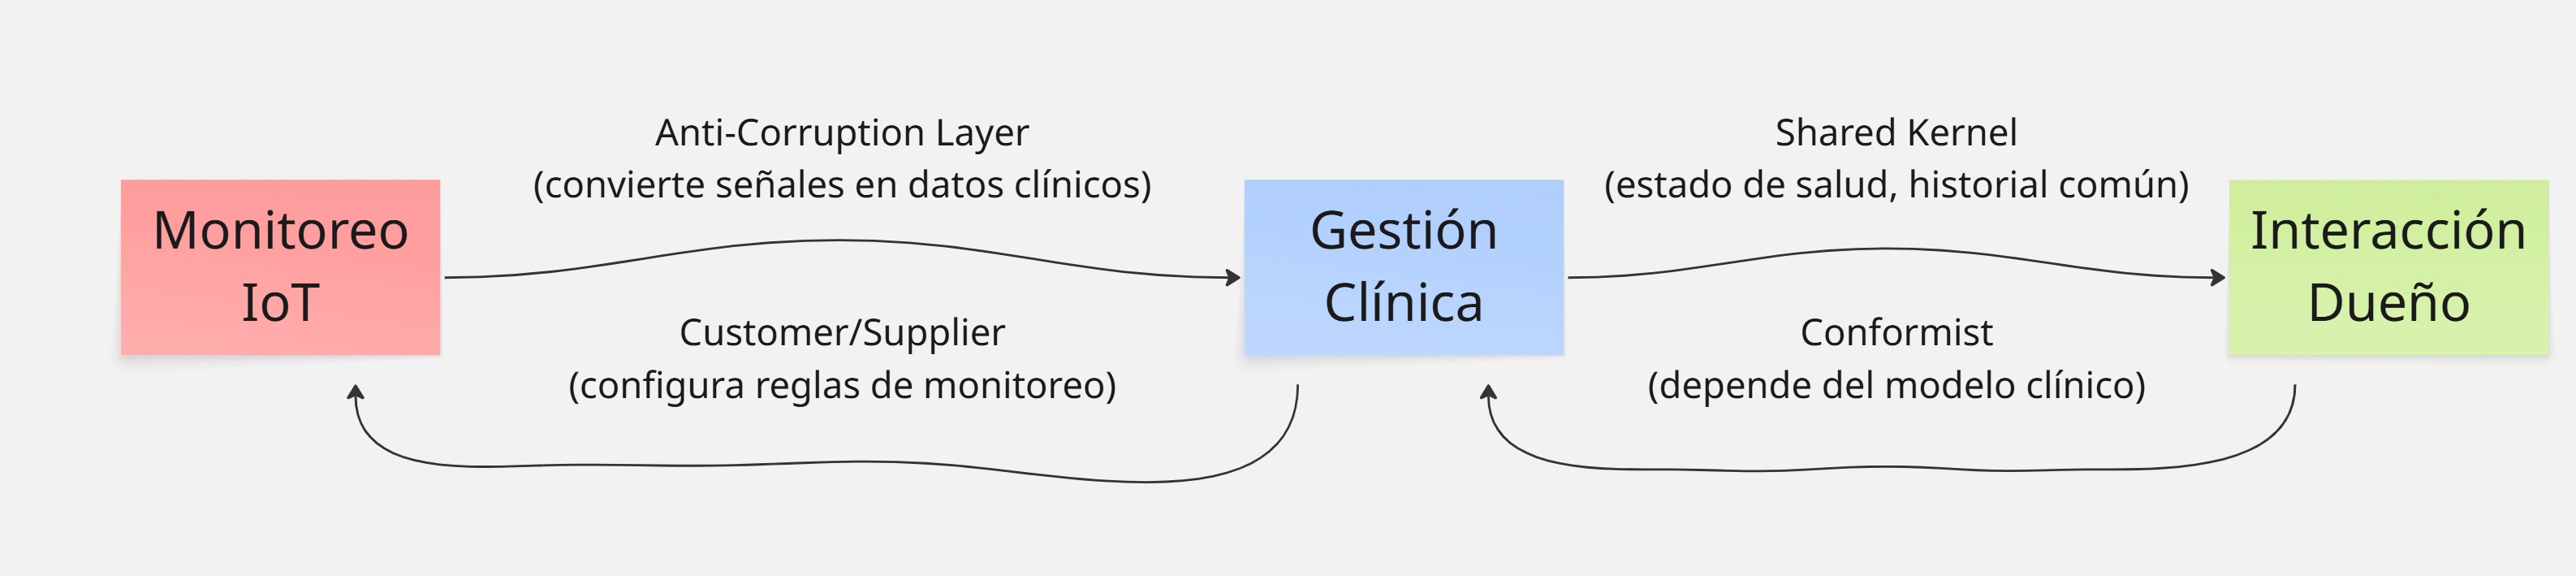 Anti-Corruption Layer
(convierte señales en datos clínicos)
Shared Kernel
(estado de salud, historial común)
Monitoreo
IoT
Gestión
Clínica
Interacción
Dueño
Customer/Supplier
(configura reglas de monitoreo)
Conformist
(depende del modelo clínico)